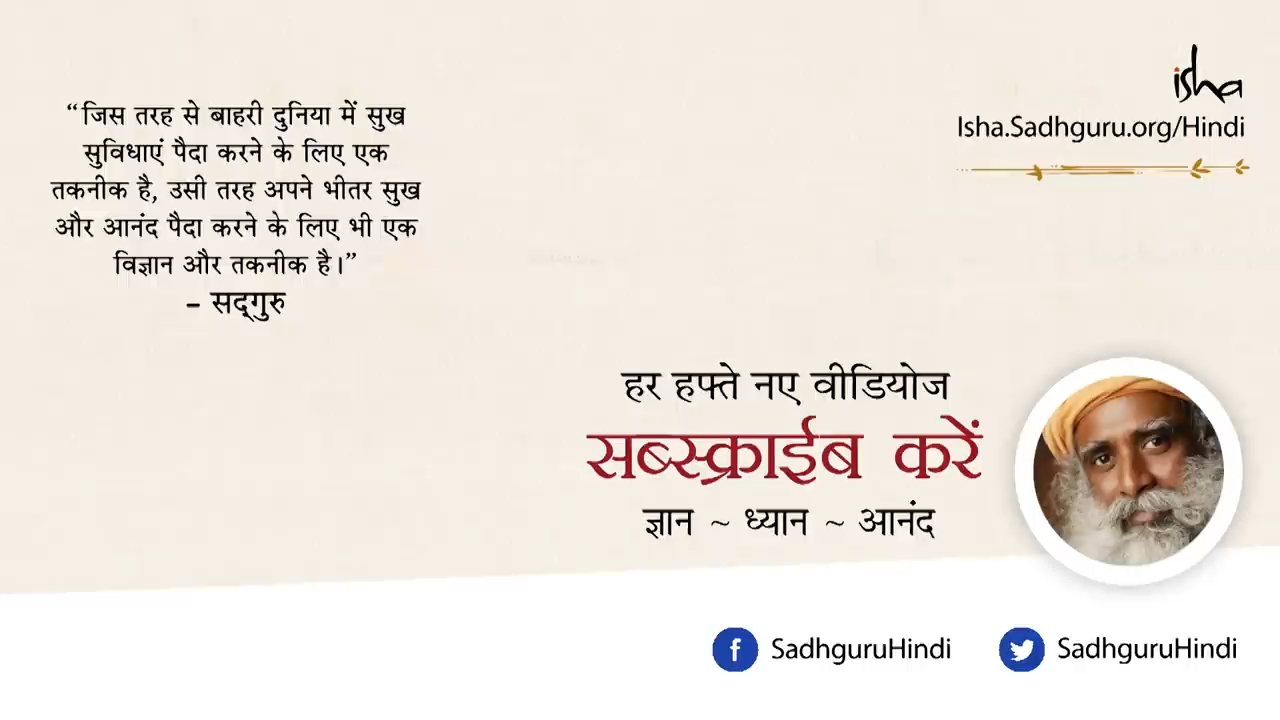 “जिस तरह से बाहरी दुनिया में सुख
सुविधाएं पैदा करने के लिए एक
तकनीक है, उसी तरह अपने भीतर सुख
और आनंद पैदा करने के लिए भी एक
विज्ञान और तकनीक है।”
– सद्‌गुरु
isha
Isha.Sadhguru.org/Hindi
हर हफ्ते नए वीडियोज
सब्स्क्राईब करें
ज्ञान ~ ध्यान ~ आनंद
f SadhguruHindi
SadhguruHindi